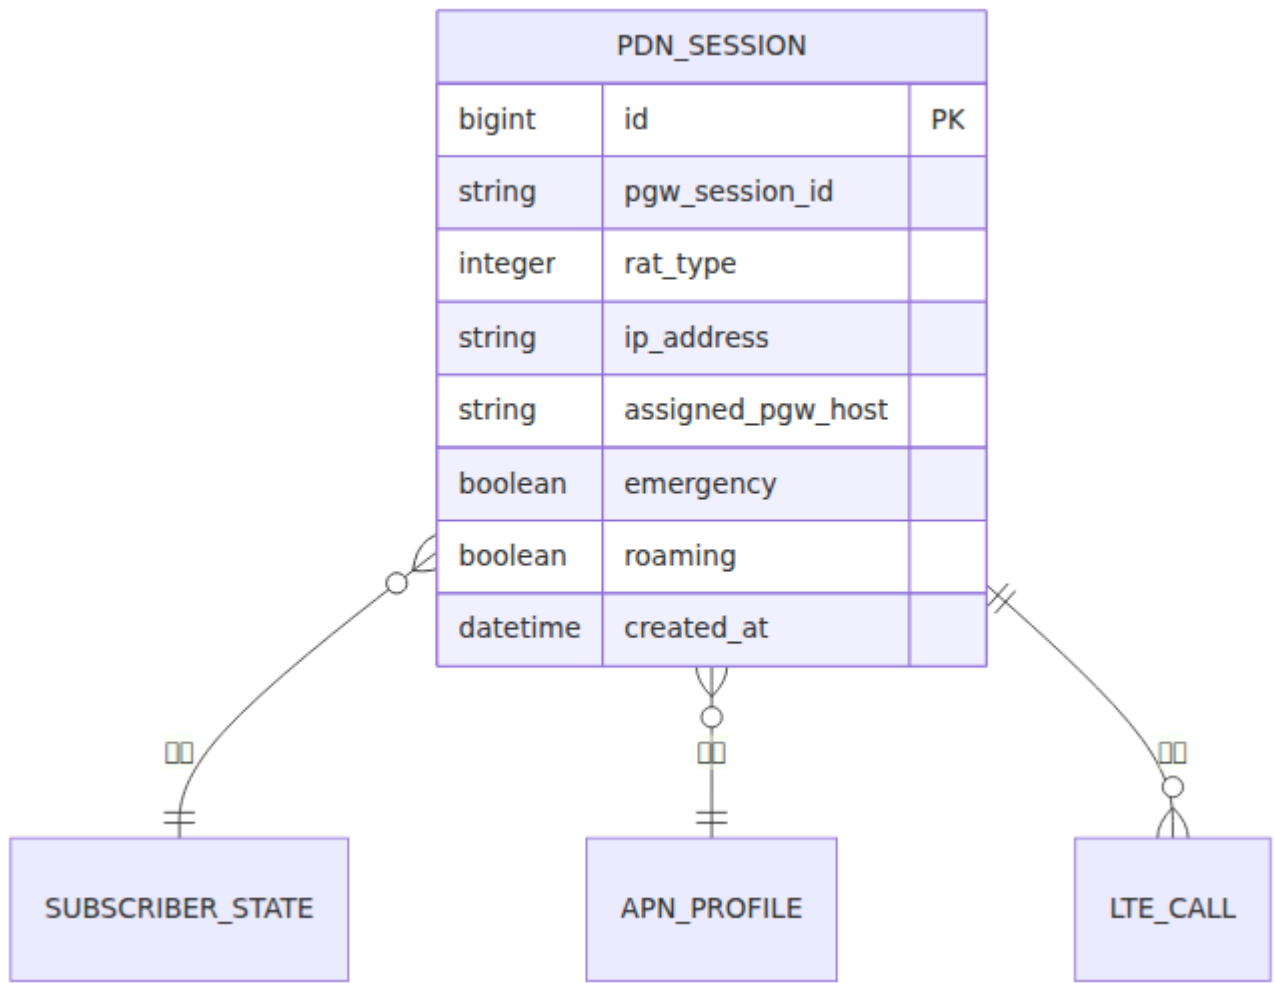 PDN_SESSION
bigint id PK
string pgw_session_id
integer rat_type
string ip_address
string assigned_pgw_host
boolean emergency
boolean roaming
datetime created_at
SUBSCRIBER_STATE
APN_PROFILE
LTE_CALL